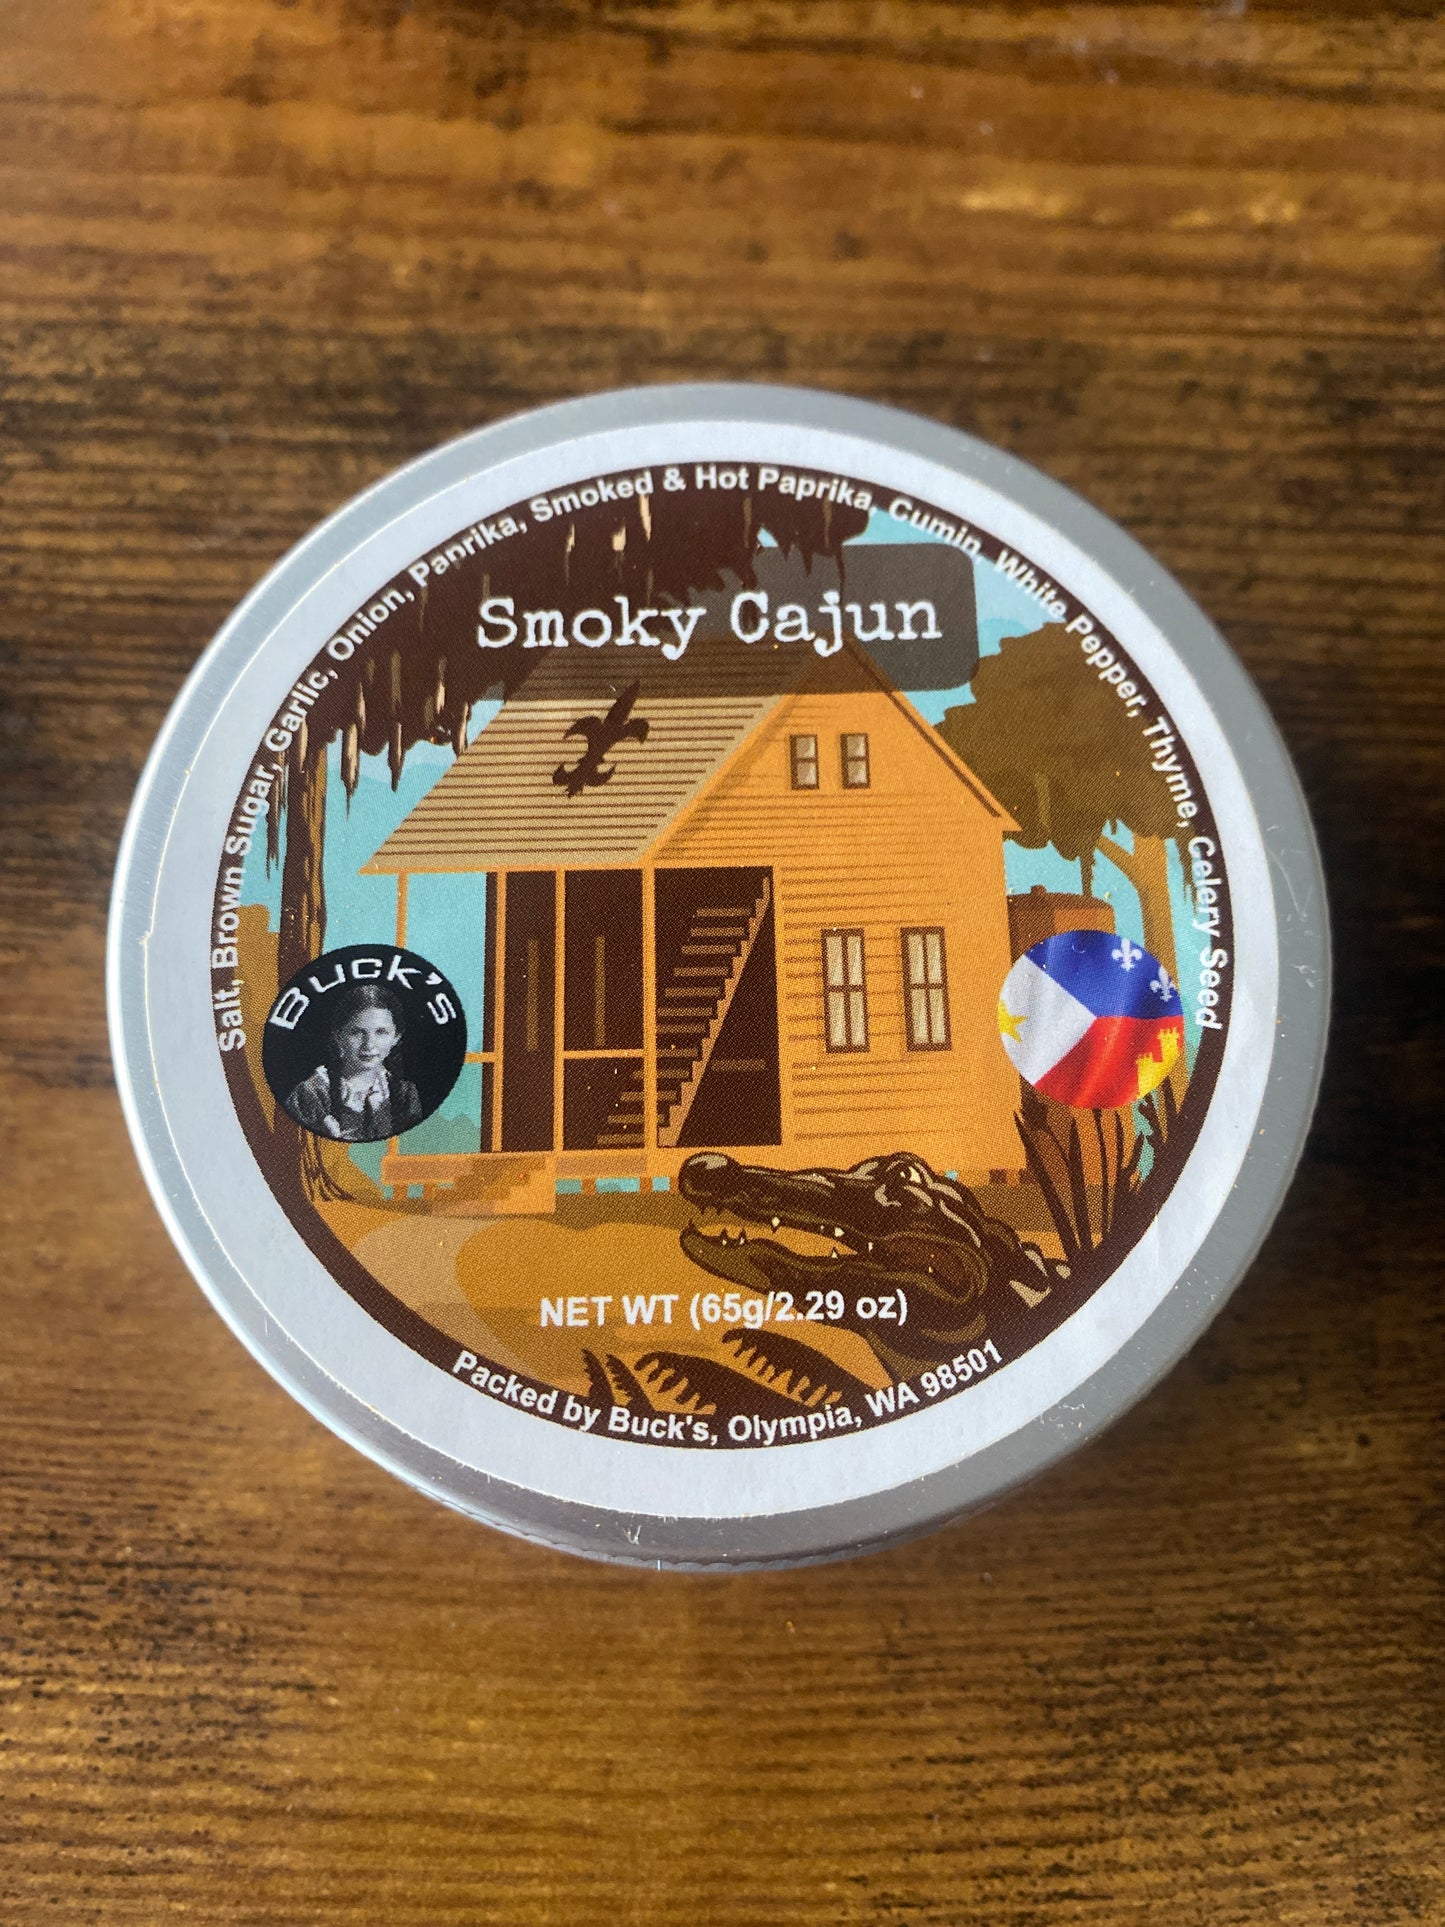 Salt, Brown Sugar, Garlic, Onion, Paprika, Smoked & Hot Paprika, Cumin, White Pepper, Thyme, Celery Seed
Smoky Cajun
Buck's
NET WT (65g/2.29 oz)
Packed by Buck's, Olympia, WA 98501